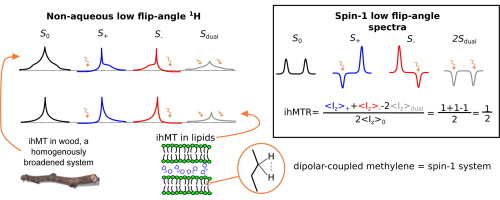 Non-aqueous low flip-angle ¹H
S₀ S₊ S₋ S_dual
ihMT in wood, a
homogenously
broadened system
ihMT in lipids
H
H
Spin-1 low flip-angle
spectra
S₀ S₊ S₋ 2S_dual
ihMTR= <I_z>₊+<I_z>₋-2<I_z>_dual / 2<I_z>₀ = 1+1-1 / 2 = 1 / 2
dipolar-coupled methylene = spin-1 system